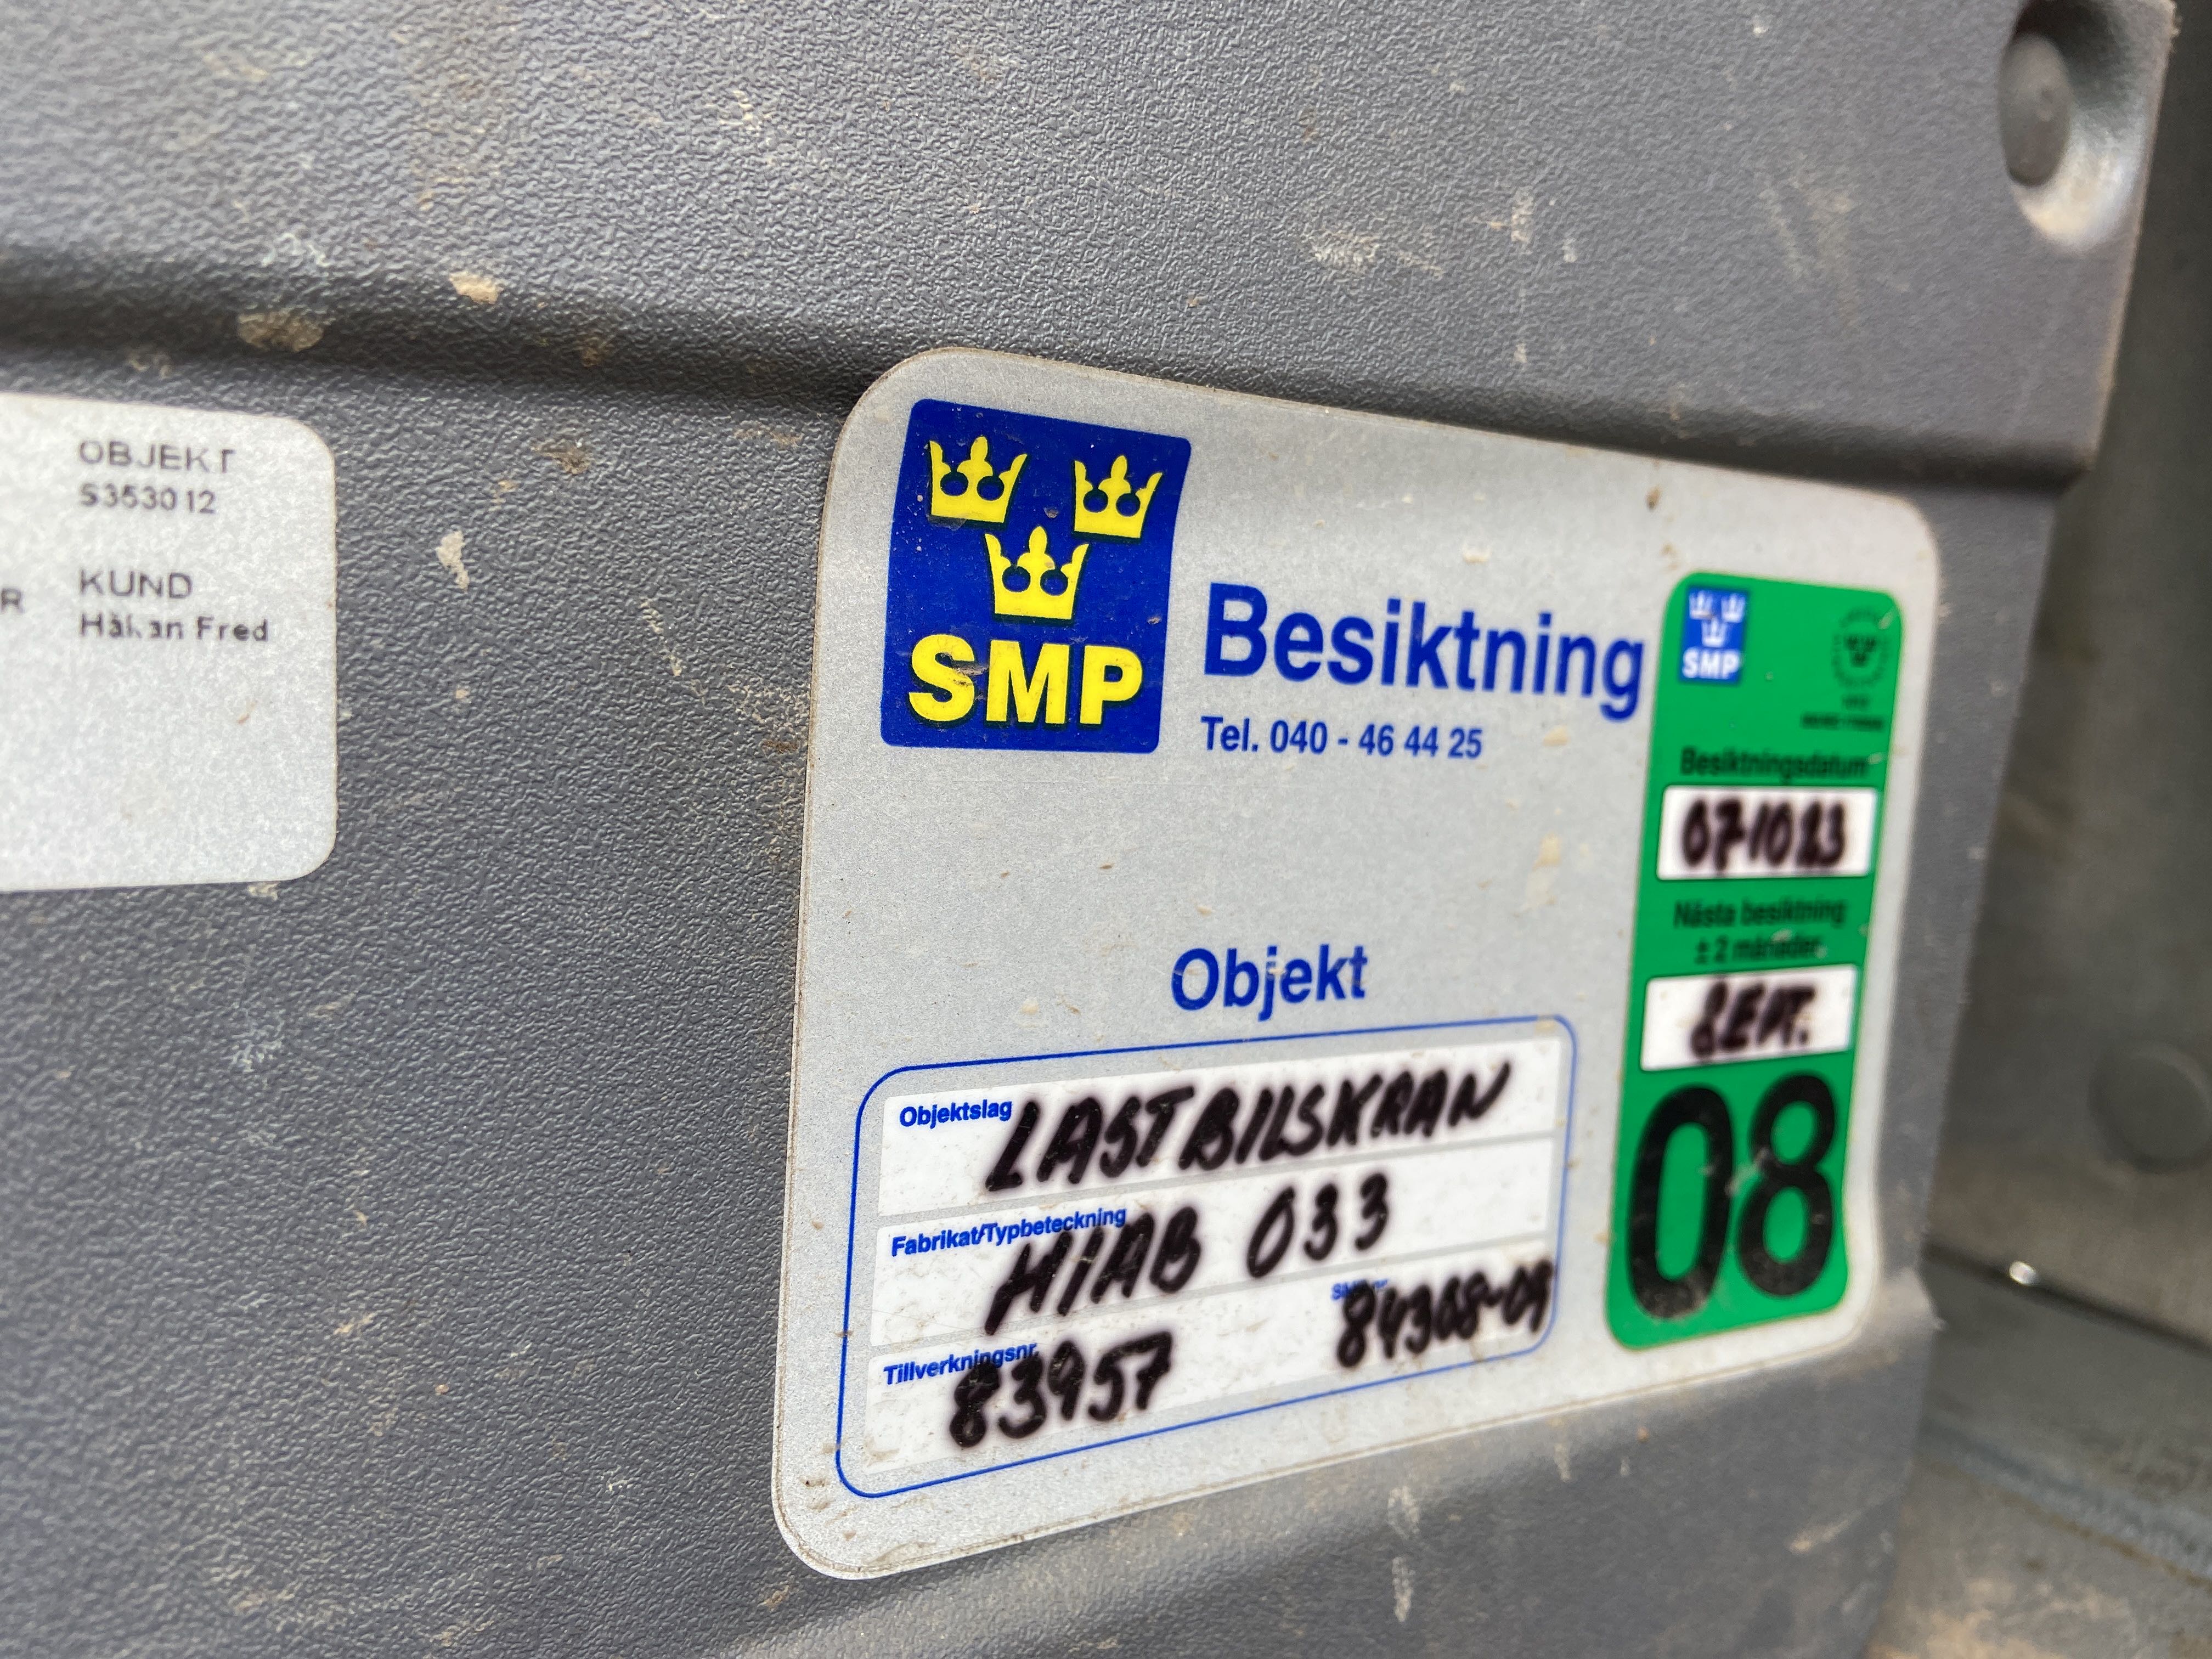 OBJEKT
S353012
R
KUND
Håkan Fred
SMP
Besiktning
Tel. 040 - 46 44 25
Objekt
Objektslag
LASTBILSKRAN
Fabrikat/Typbeteckning
HIAB 033
Tillverkningsnr.
83957
84308-09
SMP
Besiktningsdatum
071023
Nästa besiktning
± 2 månader.
SEPT.
08